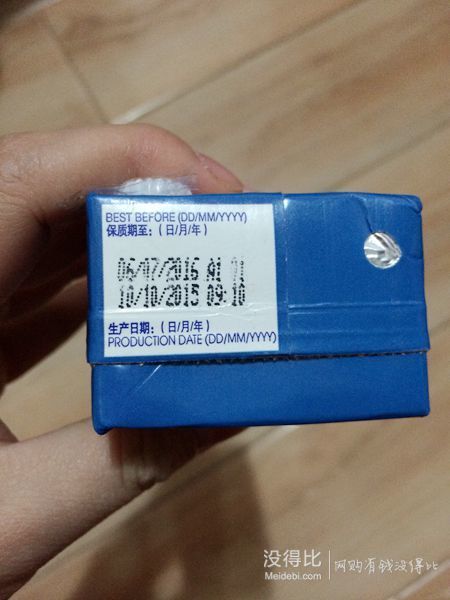 BEST BEFORE (DD/MM/YYYY)
保质期至：（日/月/年）
06/07/2016 A1 91
10/10/2015 09:10
生产日期：（日/月/年）
PRODUCTION DATE (DD/MM/YYYY)
没得比
Meidebi.com
网购有钱没得比